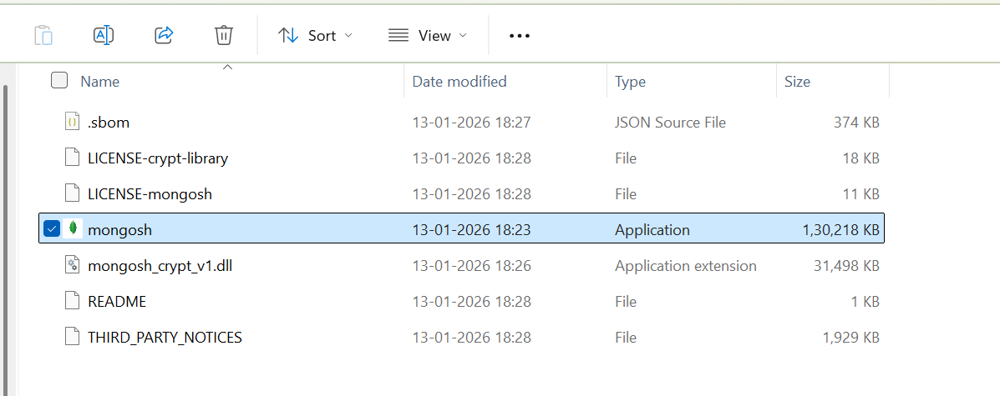 Sort View
Name Date modified Type Size
.sbom 13-01-2026 18:27 JSON Source File 374 KB
LICENSE-crypt-library 13-01-2026 18:28 File 18 KB
LICENSE-mongosh 13-01-2026 18:28 File 11 KB
mongosh 13-01-2026 18:23 Application 1,30,218 KB
mongosh_crypt_v1.dll 13-01-2026 18:26 Application extension 31,498 KB
README 13-01-2026 18:28 File 1 KB
THIRD_PARTY_NOTICES 13-01-2026 18:28 File 1,929 KB